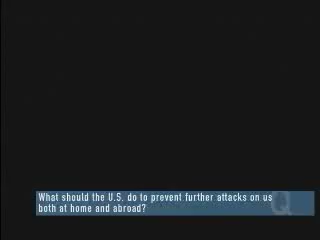 What should the U.S. do to prevent further attacks on us
both at home and abroad?